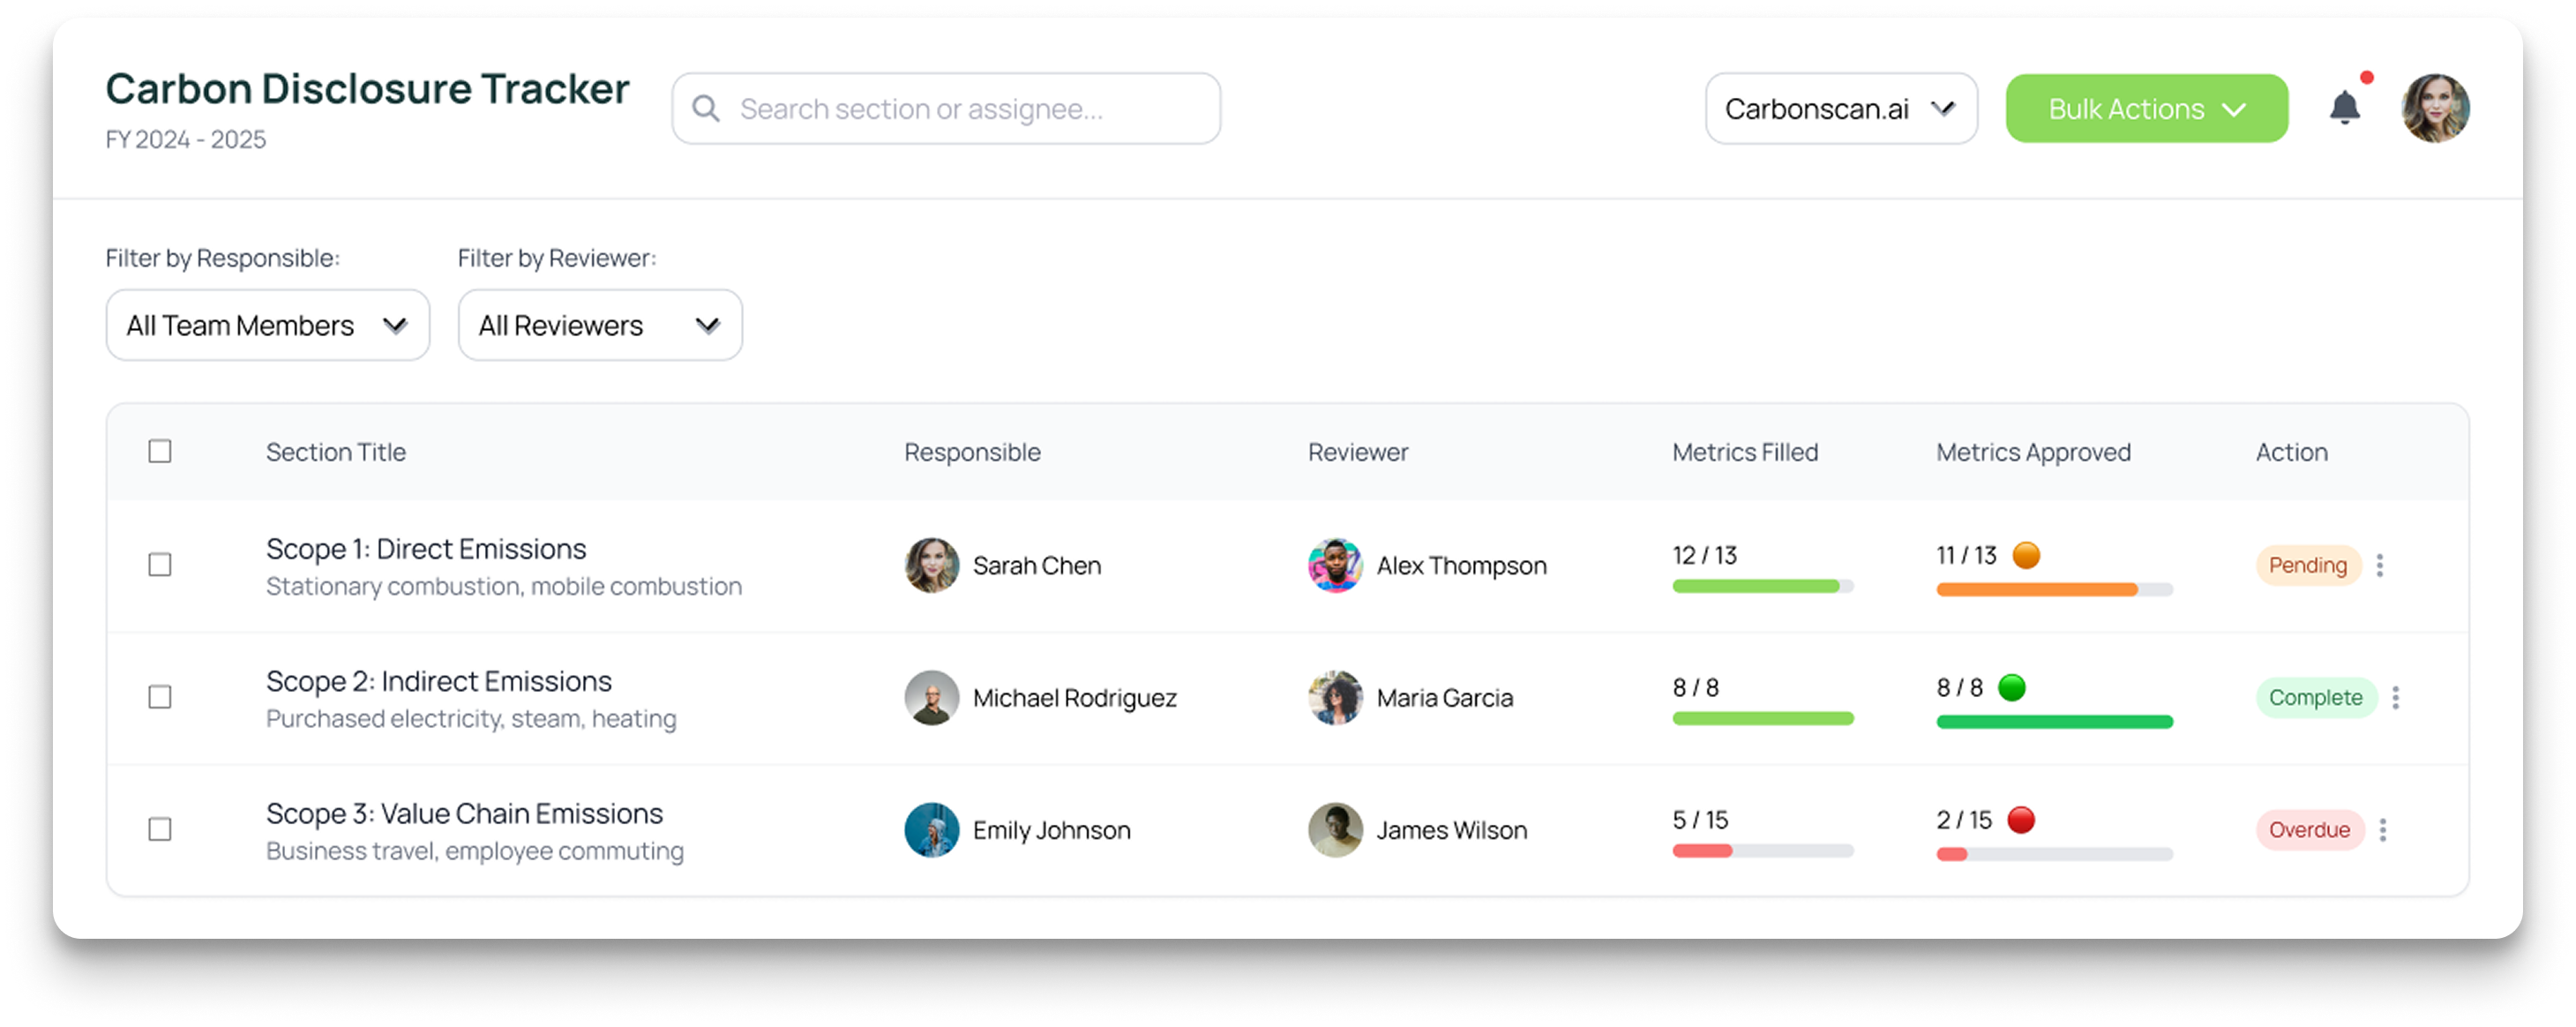 Carbon Disclosure Tracker
FY 2024 - 2025
Search section or assignee...
Carbonscan.ai
Bulk Actions
Filter by Responsible:
Filter by Reviewer:
All Team Members
All Reviewers
Section Title
Responsible
Reviewer
Metrics Filled
Metrics Approved
Action
Scope 1: Direct Emissions
Stationary combustion, mobile combustion
Sarah Chen
Alex Thompson
12 / 13
11 / 13
Pending
Scope 2: Indirect Emissions
Purchased electricity, steam, heating
Michael Rodriguez
Maria Garcia
8 / 8
8 / 8
Complete
Scope 3: Value Chain Emissions
Business travel, employee commuting
Emily Johnson
James Wilson
5 / 15
2 / 15
Overdue